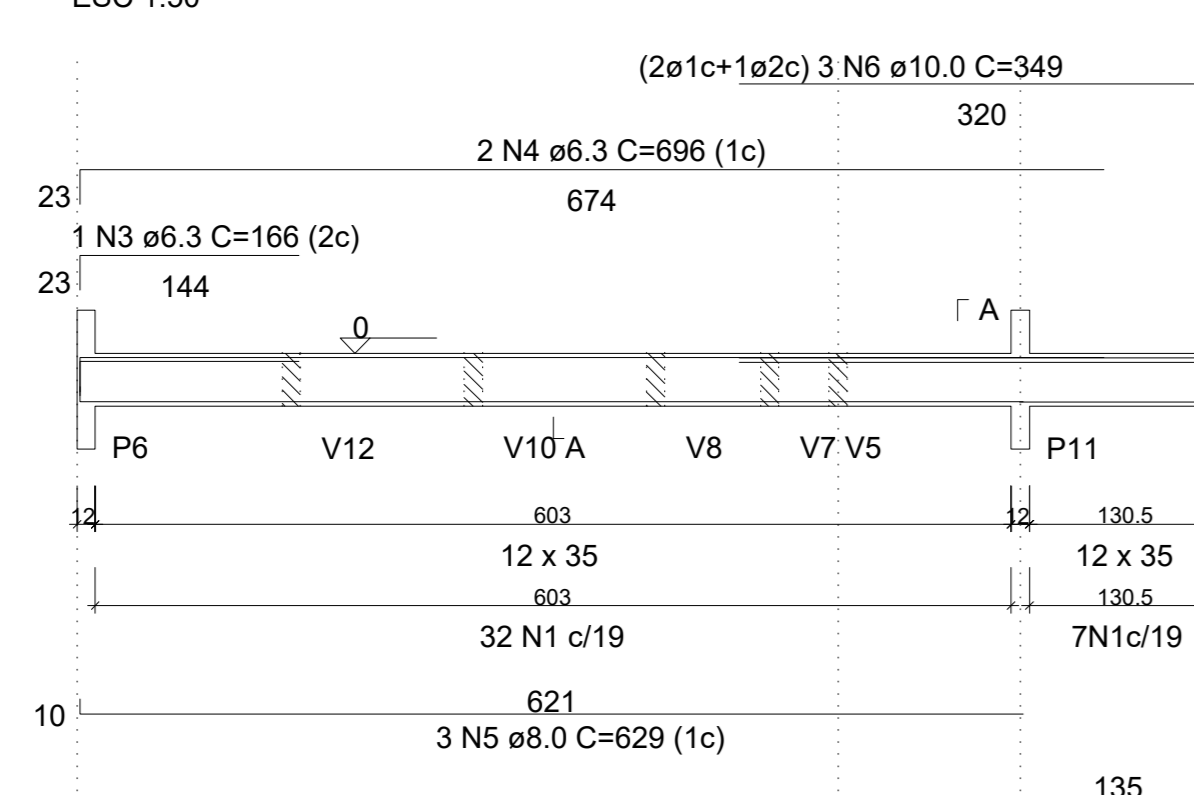 ESC 1:50
(2ø1c+1ø2c) 3 N6 ø10.0 C=349
320
2 N4 ø6.3 C=696 (1c)
23
674
1 N3 ø6.3 C=166 (2c)
23
144
A
0
P6 V12 V10 A V8 V7 V5 P11
12 603 12 130.5
12 x 35 12 x 35
603 130.5
32 N1 c/19 7N1c/19
621
10
3 N5 ø8.0 C=629 (1c)
135